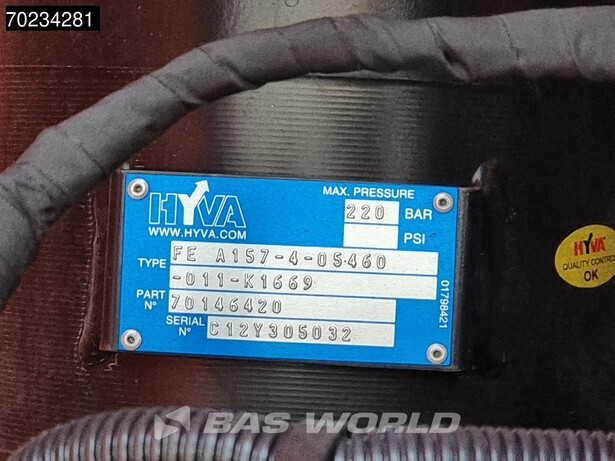 70234281
HYVA
WWW.HYVA.COM
MAX. PRESSURE
220 BAR
PSI
TYPE FE A157-4-05460
-011-K1669
PART N° 70146420
SERIAL N° C12Y305032
01798421
HYVA
QUALITY CONTROL
OK
BAS WORLD